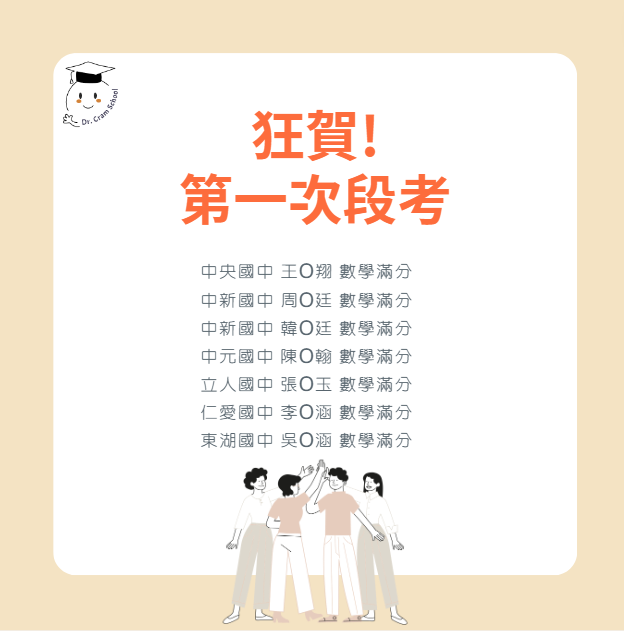 Dr. Cram School
狂賀!
第一次段考
中央國中 王O翔 數學滿分
中新國中 周O廷 數學滿分
中新國中 韓O廷 數學滿分
中元國中 陳O翰 數學滿分
立人國中 張O玉 數學滿分
仁愛國中 李O涵 數學滿分
東湖國中 吳O涵 數學滿分